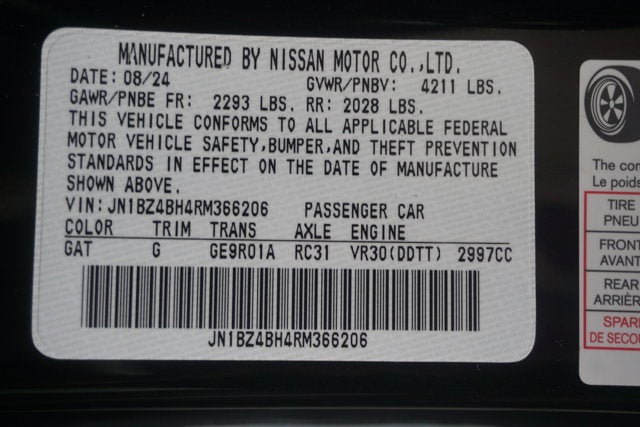 MANUFACTURED BY NISSAN MOTOR CO.,LTD.
DATE: 08/24 GVWR/PNBV: 4211 LBS.
GAWR/PNBE FR: 2293 LBS. RR: 2028 LBS.
THIS VEHICLE CONFORMS TO ALL APPLICABLE FEDERAL
MOTOR VEHICLE SAFETY,BUMPER,AND THEFT PREVENTION
STANDARDS IN EFFECT ON THE DATE OF MANUFACTURE
SHOWN ABOVE.
VIN:JN1BZ4BH4RM366206 PASSENGER CAR
COLOR TRIM TRANS AXLE ENGINE
GAT G GE9R01A RC31 VR30(DDTT) 2997CC
JN1BZ4BH4RM366206
The
Le poids
TIRE
PNEU
FRONT
AVANT
REAR
ARRIÈR
SPAR
DE SECOU